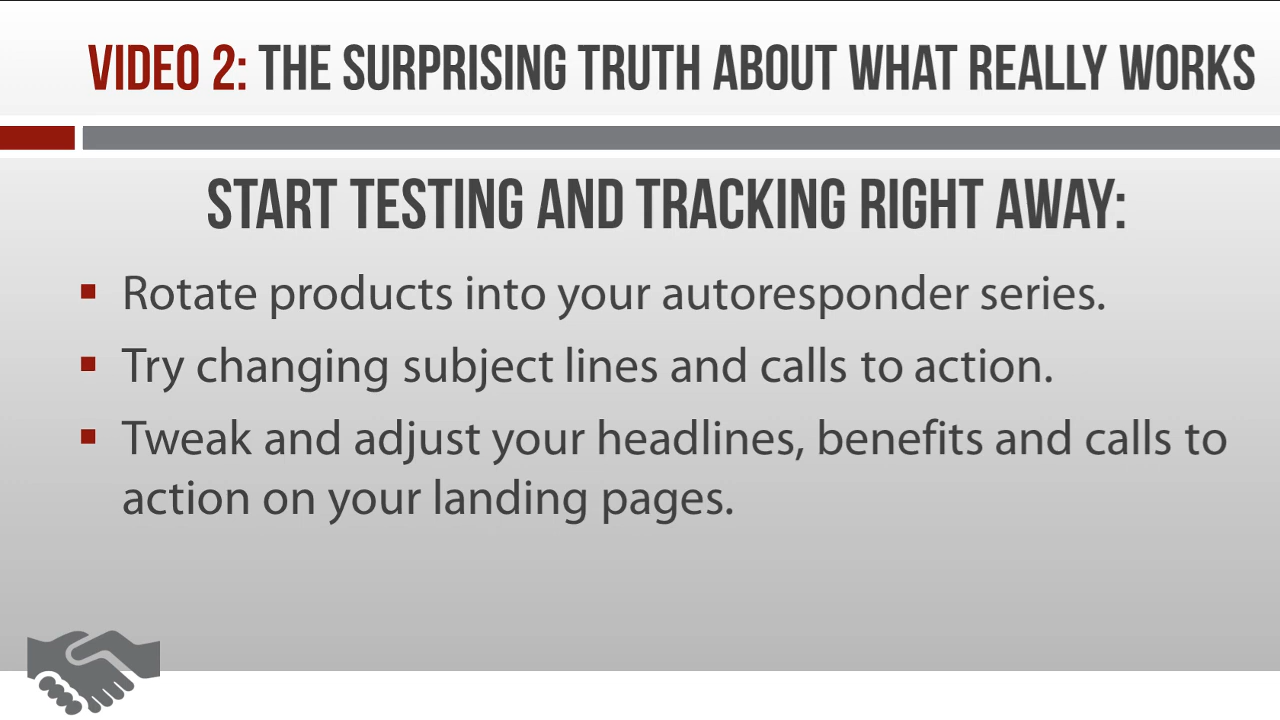 VIDEO 2: THE SURPRISING TRUTH ABOUT WHAT REALLY WORKS
START TESTING AND TRACKING RIGHT AWAY:
Rotate products into your autoresponder series.
Try changing subject lines and calls to action.
Tweak and adjust your headlines, benefits and calls to
action on your landing pages.